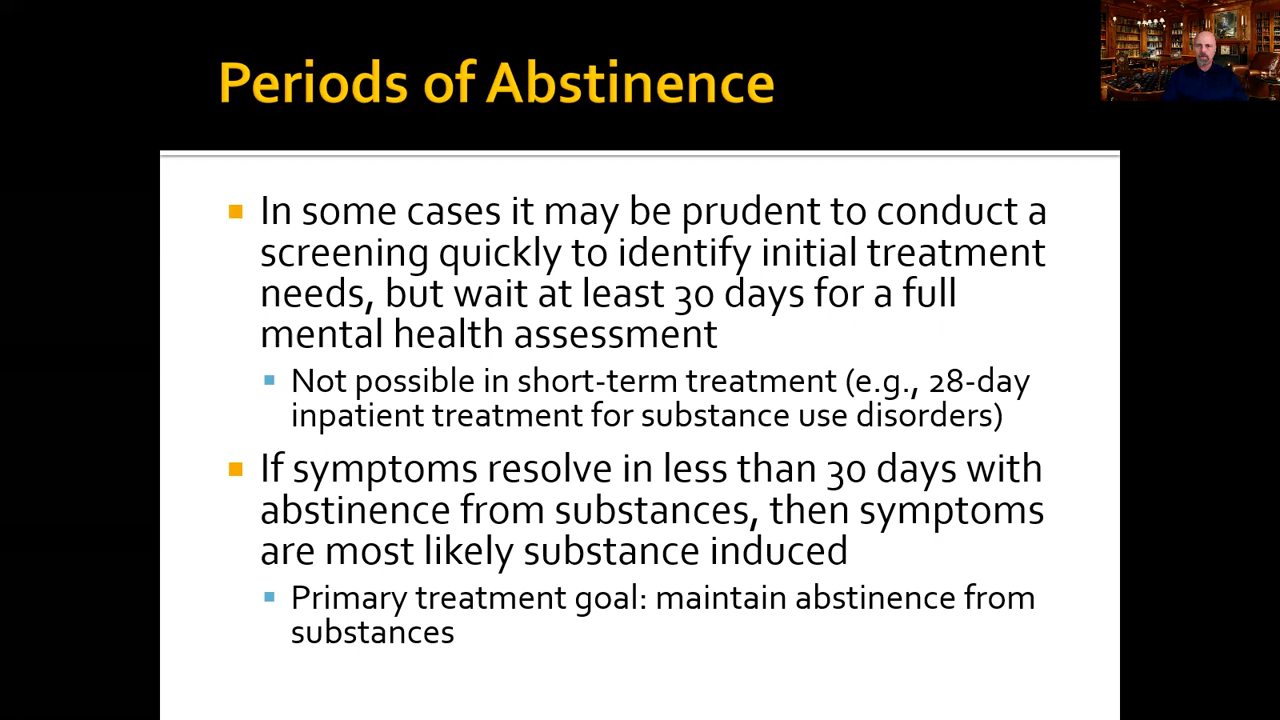 Periods of Abstinence
In some cases it may be prudent to conduct a
screening quickly to identify initial treatment
needs, but wait at least 30 days for a full
mental health assessment
Not possible in short-term treatment (e.g., 28-day
inpatient treatment for substance use disorders)
If symptoms resolve in less than 30 days with
abstinence from substances, then symptoms
are most likely substance induced
Primary treatment goal: maintain abstinence from
substances